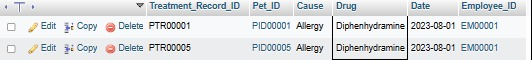 Treatment_Record_ID Pet_ID Cause Drug Date Employee_ID
Edit Copy Delete PTR00001 PID00001 Allergy Diphenhydramine 2023-08-01 EM00001
Edit Copy Delete PTR00005 PID00005 Allergy Diphenhydramine 2023-08-01 EM00001